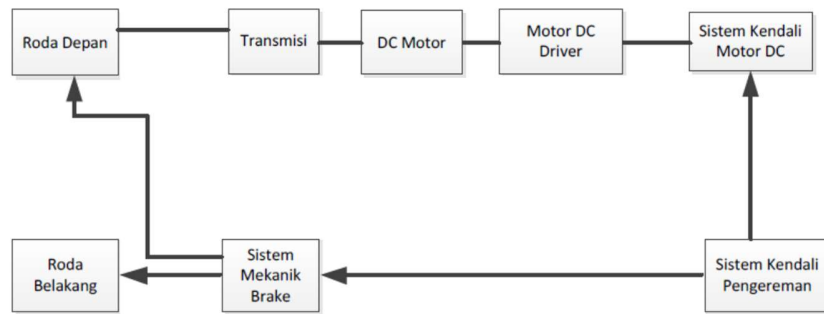 Roda Depan
Transmisi
DC Motor
Motor DC
Driver
Sistem Kendali
Motor DC
Roda
Belakang
Sistem
Mekanik
Brake
Sistem Kendali
Pengereman